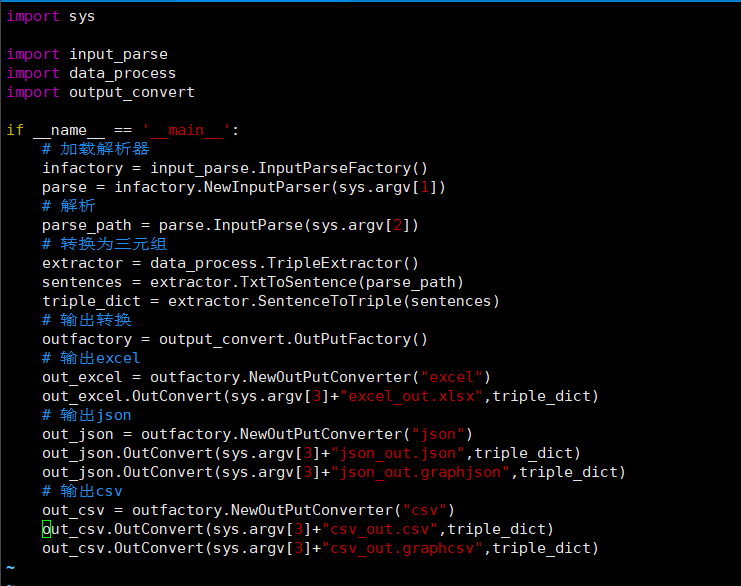 import sys
import input_parse
import data_process
import output_convert
if __name__ == '__main__':
# 加载解析器
infactory = input_parse.InputParseFactory()
parse = infactory.NewInputParser(sys.argv[1])
# 解析
parse_path = parse.InputParse(sys.argv[2])
# 转换为三元组
extractor = data_process.TripleExtractor()
sentences = extractor.TxtToSentence(parse_path)
triple_dict = extractor.SentenceToTriple(sentences)
# 输出转换
outfactory = output_convert.OutPutFactory()
# 输出excel
out_excel = outfactory.NewOutPutConverter("excel")
out_excel.OutConvert(sys.argv[3]+"excel_out.xlsx",triple_dict)
# 输出json
out_json = outfactory.NewOutPutConverter("json")
out_json.OutConvert(sys.argv[3]+"json_out.json",triple_dict)
out_json.OutConvert(sys.argv[3]+"json_out.graphjson",triple_dict)
# 输出csv
out_csv = outfactory.NewOutPutConverter("csv")
out_csv.OutConvert(sys.argv[3]+"csv_out.csv",triple_dict)
out_csv.OutConvert(sys.argv[3]+"csv_out.graphcsv",triple_dict)
~